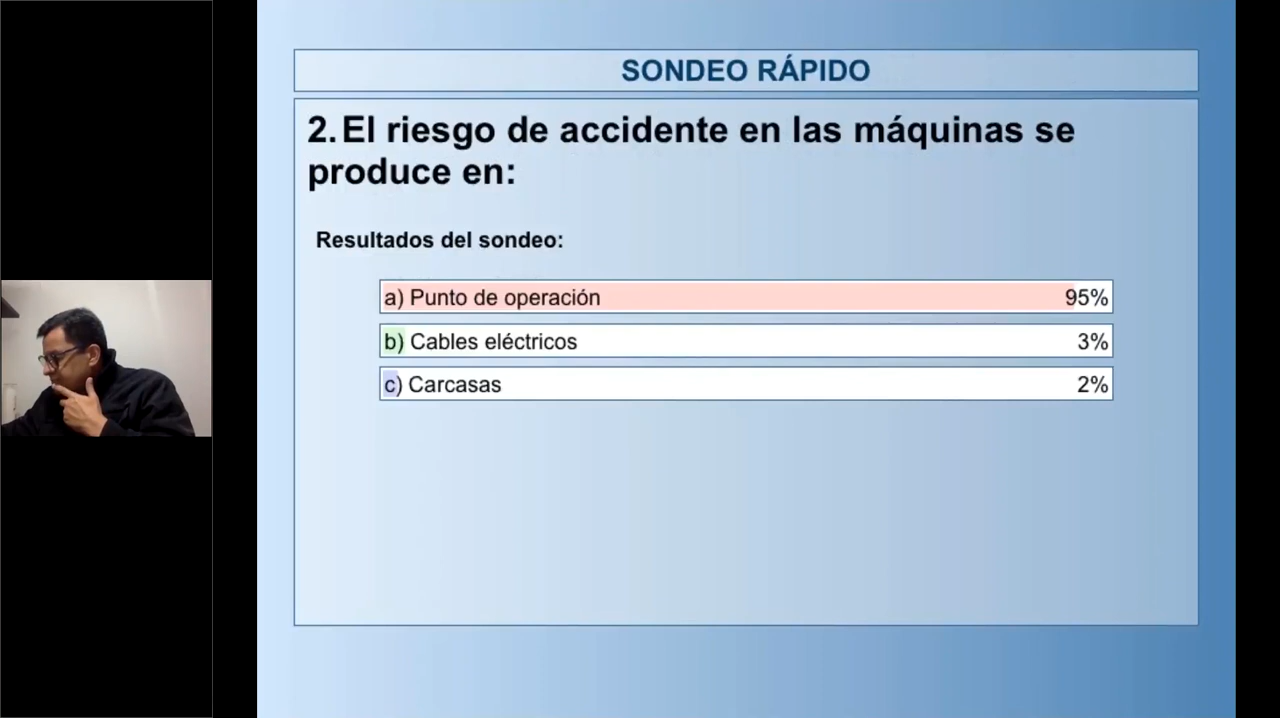 SONDEO RÁPIDO
2. El riesgo de accidente en las máquinas se
produce en:
Resultados del sondeo:
a) Punto de operación 95%
b) Cables eléctricos 3%
c) Carcasas 2%